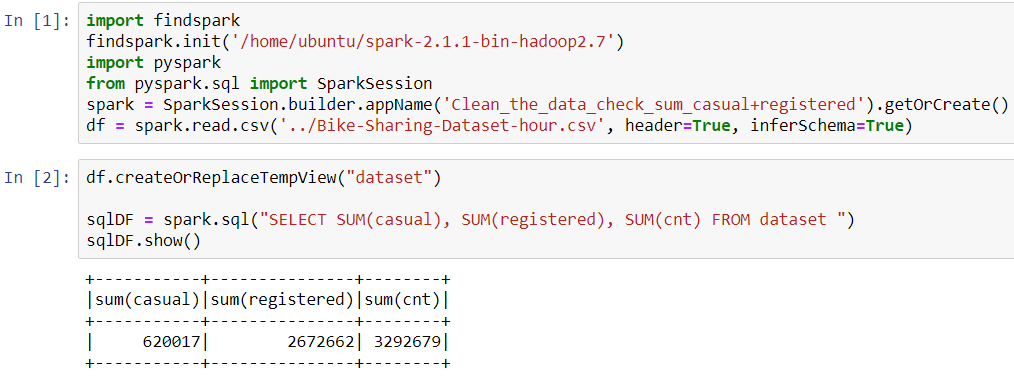 In [1]: import findspark
findspark.init('/home/ubuntu/spark-2.1.1-bin-hadoop2.7')
import pyspark
from pyspark.sql import SparkSession
spark = SparkSession.builder.appName('Clean_the_data_check_sum_casual+registered').getOrCreate()
df = spark.read.csv('../Bike-Sharing-Dataset-hour.csv', header=True, inferSchema=True)
In [2]: df.createOrReplaceTempView("dataset")
sqlDF = spark.sql("SELECT SUM(casual), SUM(registered), SUM(cnt) FROM dataset ")
sqlDF.show()
+-----------+---------------+--------+
|sum(casual)|sum(registered)|sum(cnt)|
+-----------+---------------+--------+
|     620017|        2672662| 3292679|
+-----------+---------------+--------+